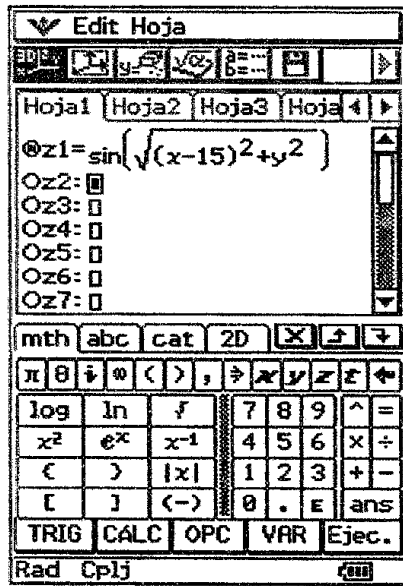 Edit Hoja
Hoja1 Hoja2 Hoja3 Hoja
z1=sin(√((x-15)²+y²))
z2:
z3:
z4:
z5:
z6:
z7:
mth abc cat 2D
π θ i ∞ ( ) , ⇒ x y z t
log ln √ 7 8 9 ^ =
x² eˣ x⁻¹ 4 5 6 × ÷
( ) |x| 1 2 3 + -
[ ] (-) 0 . E ans
TRIG CALC OPC VAR Ejec.
Rad Cplj